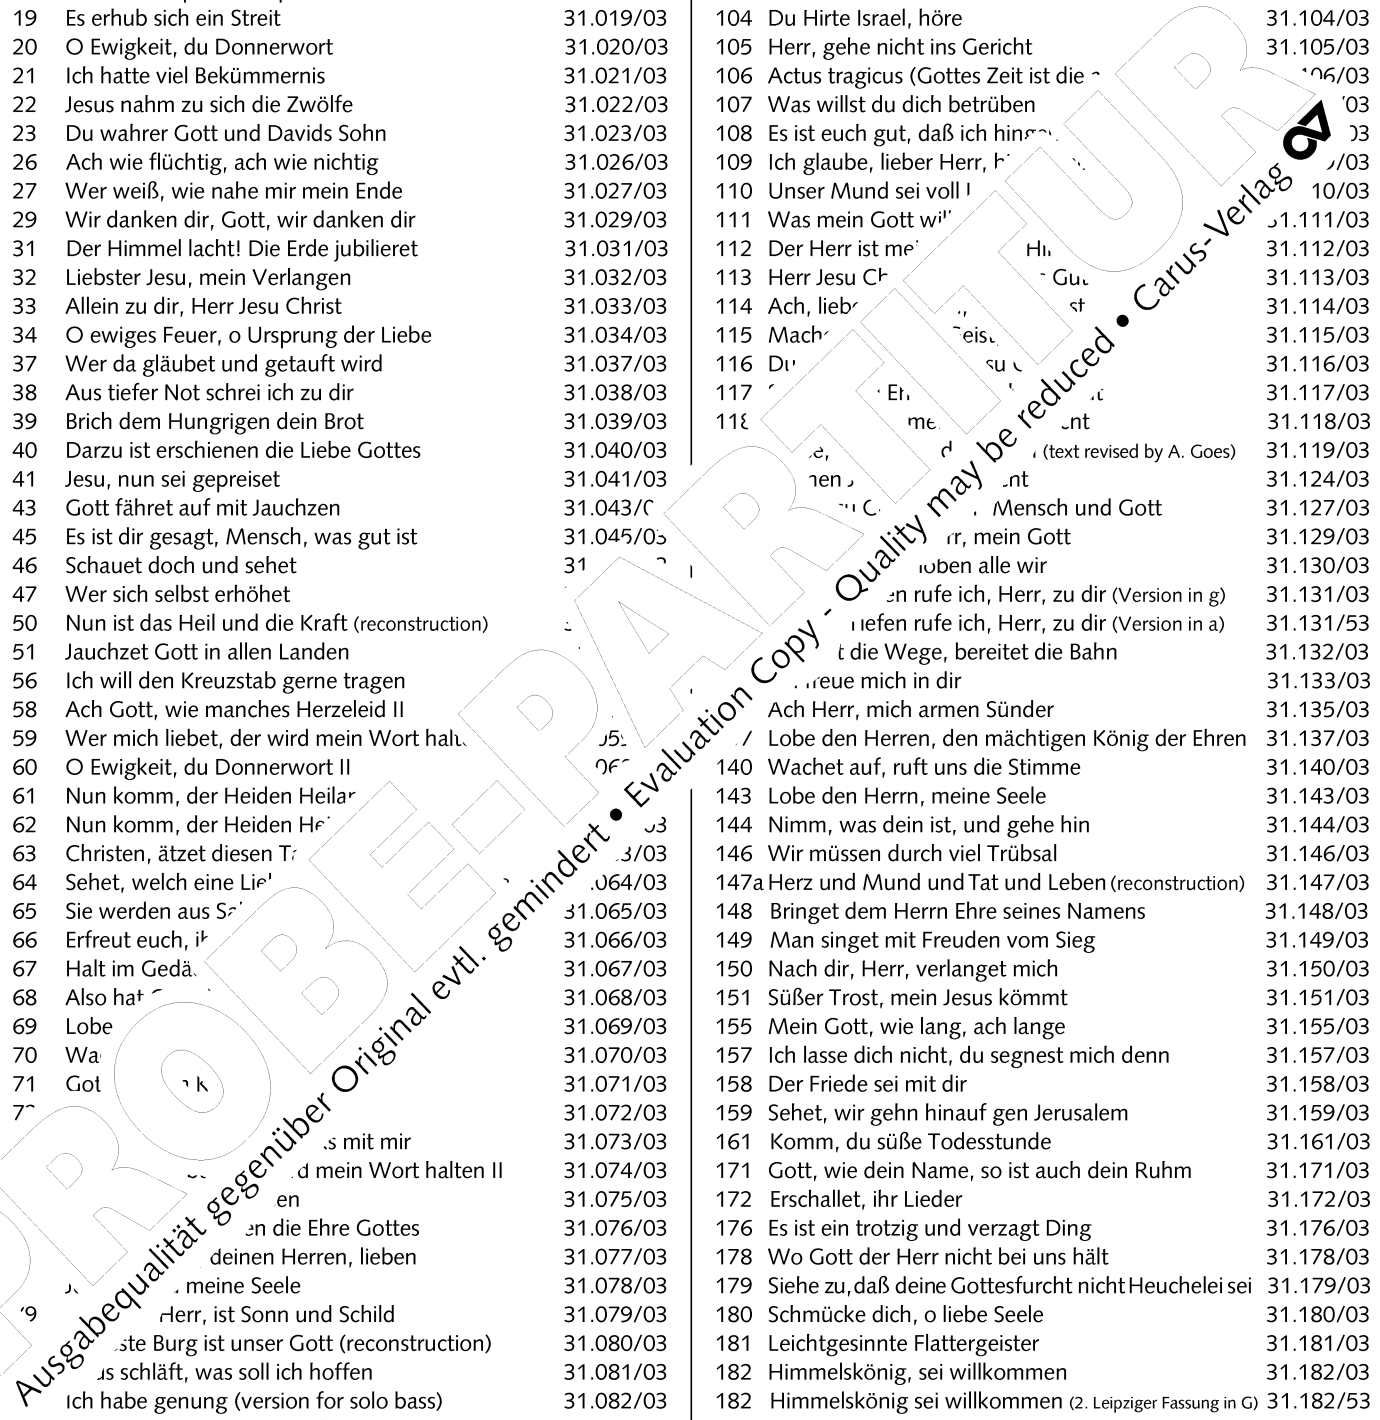 19 Es erhub sich ein Streit 31.019/03
20 O Ewigkeit, du Donnerwort 31.020/03
21 Ich hatte viel Bekümmernis 31.021/03
22 Jesus nahm zu sich die Zwölfe 31.022/03
23 Du wahrer Gott und Davids Sohn 31.023/03
26 Ach wie flüchtig, ach wie nichtig 31.026/03
27 Wer weiß, wie nahe mir mein Ende 31.027/03
29 Wir danken dir, Gott, wir danken dir 31.029/03
31 Der Himmel lacht! Die Erde jubilieret 31.031/03
32 Liebster Jesu, mein Verlangen 31.032/03
33 Allein zu dir, Herr Jesu Christ 31.033/03
34 O ewiges Feuer, o Ursprung der Liebe 31.034/03
37 Wer da gläubet und getauft wird 31.037/03
38 Aus tiefer Not schrei ich zu dir 31.038/03
39 Brich dem Hungrigen dein Brot 31.039/03
40 Darzu ist erschienen die Liebe Gottes 31.040/03
41 Jesu, nun sei gepreiset 31.041/03
43 Gott fähret auf mit Jauchzen
45 Es ist dir gesagt, Mensch, was gut ist 31.045/03
46 Schauet doch und sehet
47 Wer sich selbst erhöhet
50 Nun ist das Heil und die Kraft (reconstruction)
51 Jauchzet Gott in allen Landen
56 Ich will den Kreuzstab gerne tragen
58 Ach Gott, wie manches Herzeleid II
59 Wer mich liebet, der wird mein Wort
60 O Ewigkeit, du Donnerwort II
61 Nun komm, der Heiden
62 Nun komm, der Heiden
63 Christen, ätzet diesen
64 Sehet, welch eine .064/03
65 Sie werden aus 31.065/03
66 Erfreut euch, 31.066/03
67 Halt im 31.067/03
68 Also hat 31.068/03
69 Lobe 31.069/03
70 31.070/03
71 31.071/03
31.072/03
mit mir 31.073/03
mein Wort halten II 31.074/03
31.075/03
die Ehre Gottes 31.076/03
deinen Herren, lieben 31.077/03
meine Seele 31.078/03
Herr, ist Sonn und Schild 31.079/03
Burg ist unser Gott (reconstruction) 31.080/03
schläft, was soll ich hoffen 31.081/03
Ich habe genung (version for solo bass) 31.082/03
104 Du Hirte Israel, höre 31.104/03
105 Herr, gehe nicht ins Gericht 31.105/03
106 Actus tragicus (Gottes Zeit ist die
107 Was willst du dich betrüben
108 Es ist euch gut, daß ich
109 Ich glaube, lieber Herr,
110 Unser Mund sei voll
111 Was mein Gott 31.111/03
112 Der Herr ist 31.112/03
113 Herr Jesu 31.113/03
114 Ach, 31.114/03
115 31.115/03
116 Du 31.116/03
117 31.117/03
118 31.118/03
(text revised by A. Goes) 31.119/03
31.124/03
Mensch und Gott 31.127/03
mein Gott 31.129/03
loben alle wir 31.130/03
rufe ich, Herr, zu dir (Version in g) 31.131/03
rufe ich, Herr, zu dir (Version in a) 31.131/53
die Wege, bereitet die Bahn 31.132/03
freue mich in dir 31.133/03
Ach Herr, mich armen Sünder 31.135/03
Lobe den Herren, den mächtigen König der Ehren 31.137/03
140 Wachet auf, ruft uns die Stimme 31.140/03
143 Lobe den Herrn, meine Seele 31.143/03
144 Nimm, was dein ist, und gehe hin 31.144/03
146 Wir müssen durch viel Trübsal 31.146/03
147a Herz und Mund und Tat und Leben (reconstruction) 31.147/03
148 Bringet dem Herrn Ehre seines Namens 31.148/03
149 Man singet mit Freuden vom Sieg 31.149/03
150 Nach dir, Herr, verlanget mich 31.150/03
151 Süßer Trost, mein Jesus kömmt 31.151/03
155 Mein Gott, wie lang, ach lange 31.155/03
157 Ich lasse dich nicht, du segnest mich denn 31.157/03
158 Der Friede sei mit dir 31.158/03
159 Sehet, wir gehn hinauf gen Jerusalem 31.159/03
161 Komm, du süße Todesstunde 31.161/03
171 Gott, wie dein Name, so ist auch dein Ruhm 31.171/03
172 Erschallet, ihr Lieder 31.172/03
176 Es ist ein trotzig und verzagt Ding 31.176/03
178 Wo Gott der Herr nicht bei uns hält 31.178/03
179 Siehe zu, daß deine Gottesfurcht nicht Heuchelei sei 31.179/03
180 Schmücke dich, o liebe Seele 31.180/03
181 Leichtgesinnte Flattergeister 31.181/03
182 Himmelskönig, sei willkommen 31.182/03
182 Himmelskönig sei willkommen (2. Leipziger Fassung in G) 31.182/53
PROBE-PARTITUR
Ausgabequalität gegenüber Original evtl. gemindert • Evaluation Copy - Quality may be reduced • Carus-Verlag